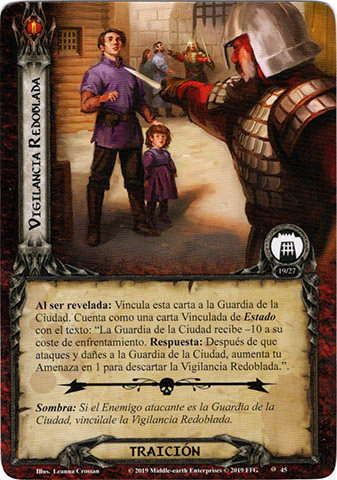 VIGILANCIA REDOBLADA
19/27
Al ser revelada: Vincula esta carta a la Guardia de la
Ciudad. Cuenta como una carta Vinculada de Estado
con el texto: “La Guardia de la Ciudad recibe –10 a su
coste de enfrentamiento. Respuesta: Después de que
ataques y dañes a la Guardia de la Ciudad, aumenta tu
Amenaza en 1 para descartar la Vigilancia Redoblada.”.
Sombra: Si el Enemigo atacante es la Guardia de la
Ciudad, vincúlale la Vigilancia Redoblada.
TRAICIÓN
Illus. Leanna Crossan © 2019 Middle-earth Enterprises © 2019 FFG 45